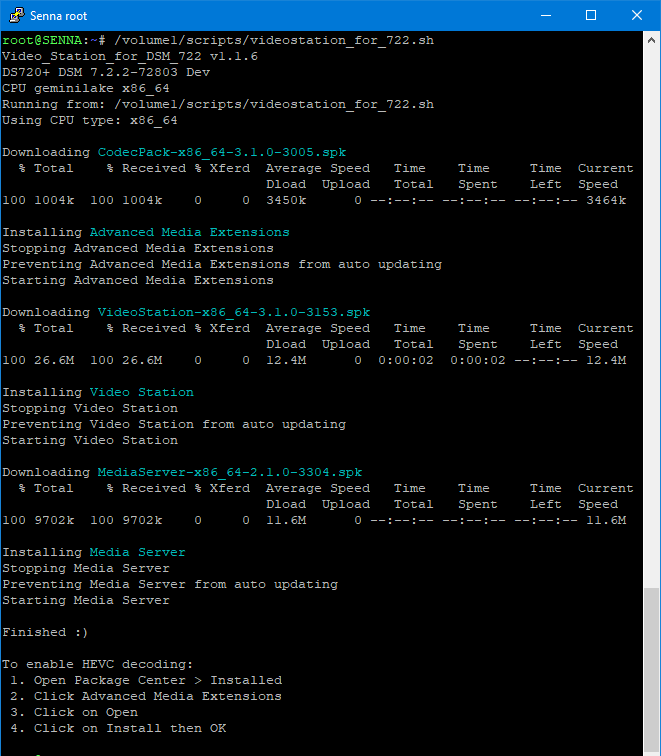 Senna root
root@SENNA:~# /volume1/scripts/videostation_for_722.sh
Video_Station_for_DSM_722 v1.1.6
DS720+ DSM 7.2.2-72803 Dev
CPU geminilake x86_64
Running from: /volume1/scripts/videostation_for_722.sh
Using CPU type: x86_64
Downloading CodecPack-x86_64-3.1.0-3005.spk
% Total % Received % Xferd Average Speed Time Time Time Current
Dload Upload Total Spent Left Speed
100 1004k 100 1004k 0 0 3450k 0 --:--:-- --:--:-- --:--:-- 3464k
Installing Advanced Media Extensions
Stopping Advanced Media Extensions
Preventing Advanced Media Extensions from auto updating
Starting Advanced Media Extensions
Downloading VideoStation-x86_64-3.1.0-3153.spk
% Total % Received % Xferd Average Speed Time Time Time Current
Dload Upload Total Spent Left Speed
100 26.6M 100 26.6M 0 0 12.4M 0 0:00:02 0:00:02 --:--:-- 12.4M
Installing Video Station
Stopping Video Station
Preventing Video Station from auto updating
Starting Video Station
Downloading MediaServer-x86_64-2.1.0-3304.spk
% Total % Received % Xferd Average Speed Time Time Time Current
Dload Upload Total Spent Left Speed
100 9702k 100 9702k 0 0 11.6M 0 --:--:-- --:--:-- --:--:-- 11.6M
Installing Media Server
Stopping Media Server
Preventing Media Server from auto updating
Starting Media Server
Finished :)
To enable HEVC decoding:
1. Open Package Center > Installed
2. Click Advanced Media Extensions
3. Click on Open
4. Click on Install then OK